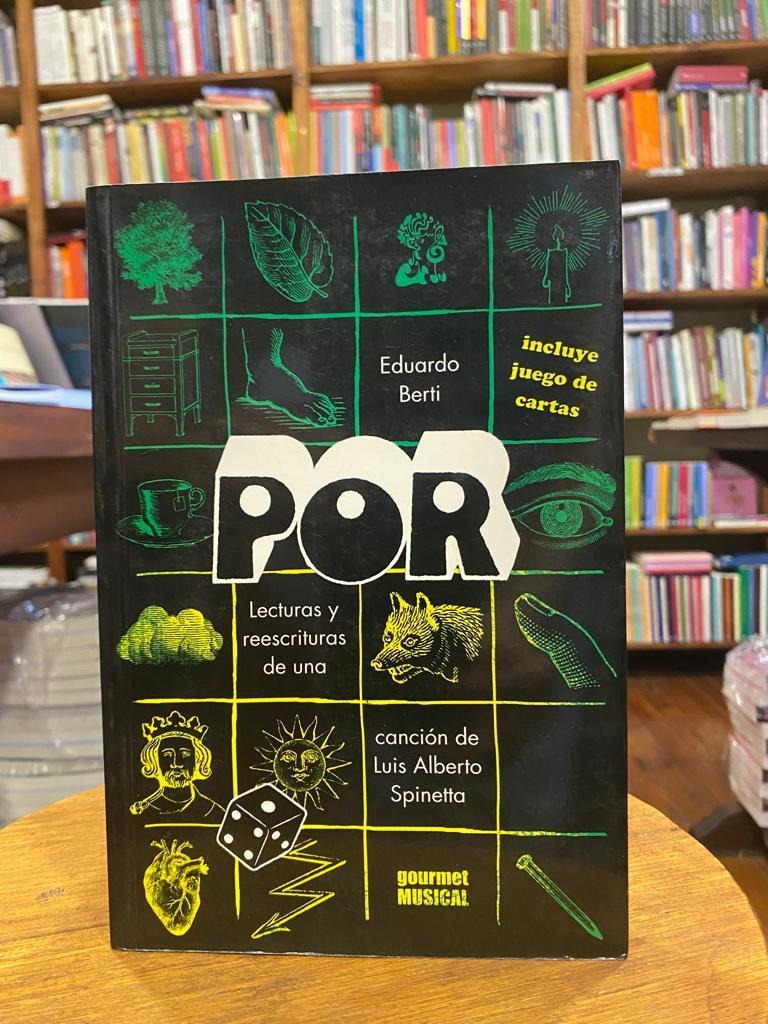 Eduardo
Berti
incluye
juego de
cartas
POR
Lecturas y
reescrituras
de una
canción de
Luis Alberto
Spinetta
gourmet
MUSICAL